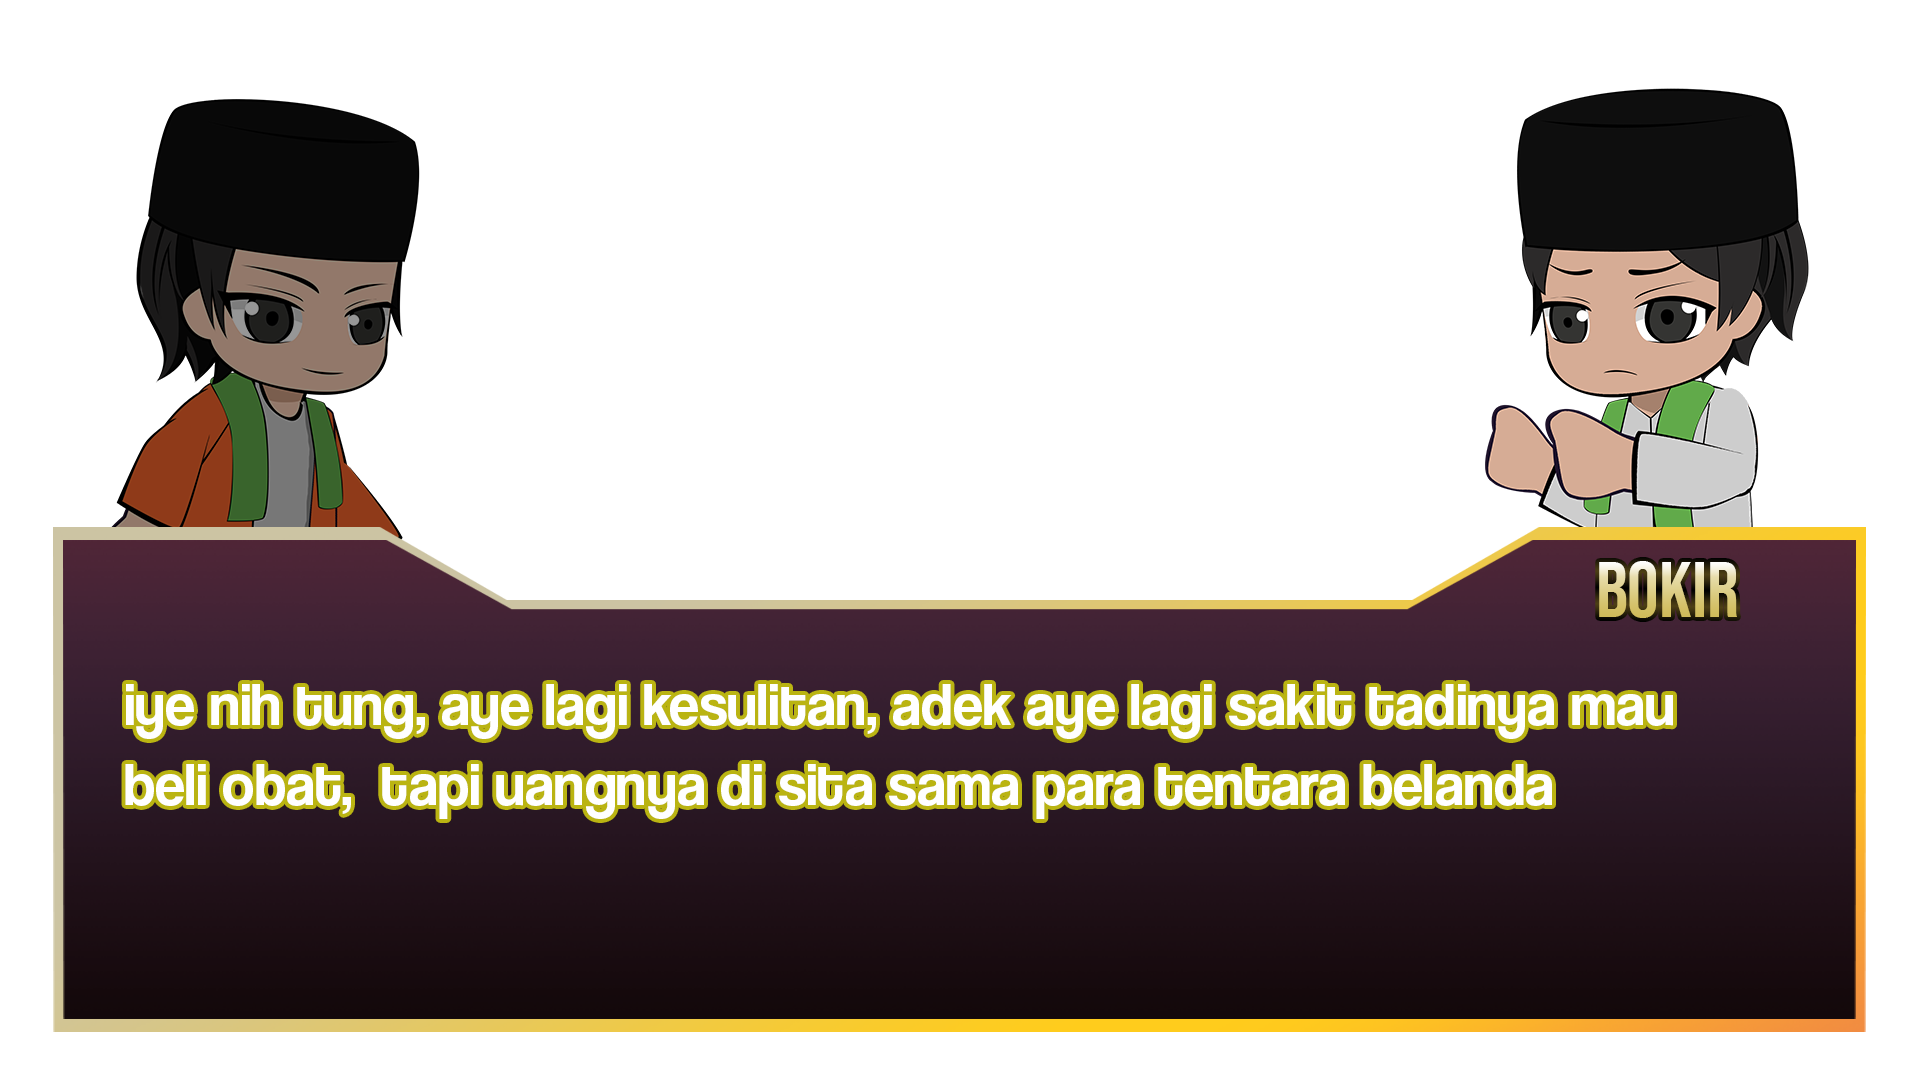 BOKIR
iye nih tung, aye lagi kesulitan, adek aye lagi sakit tadinya mau
beli obat,  tapi uangnya di sita sama para tentara belanda